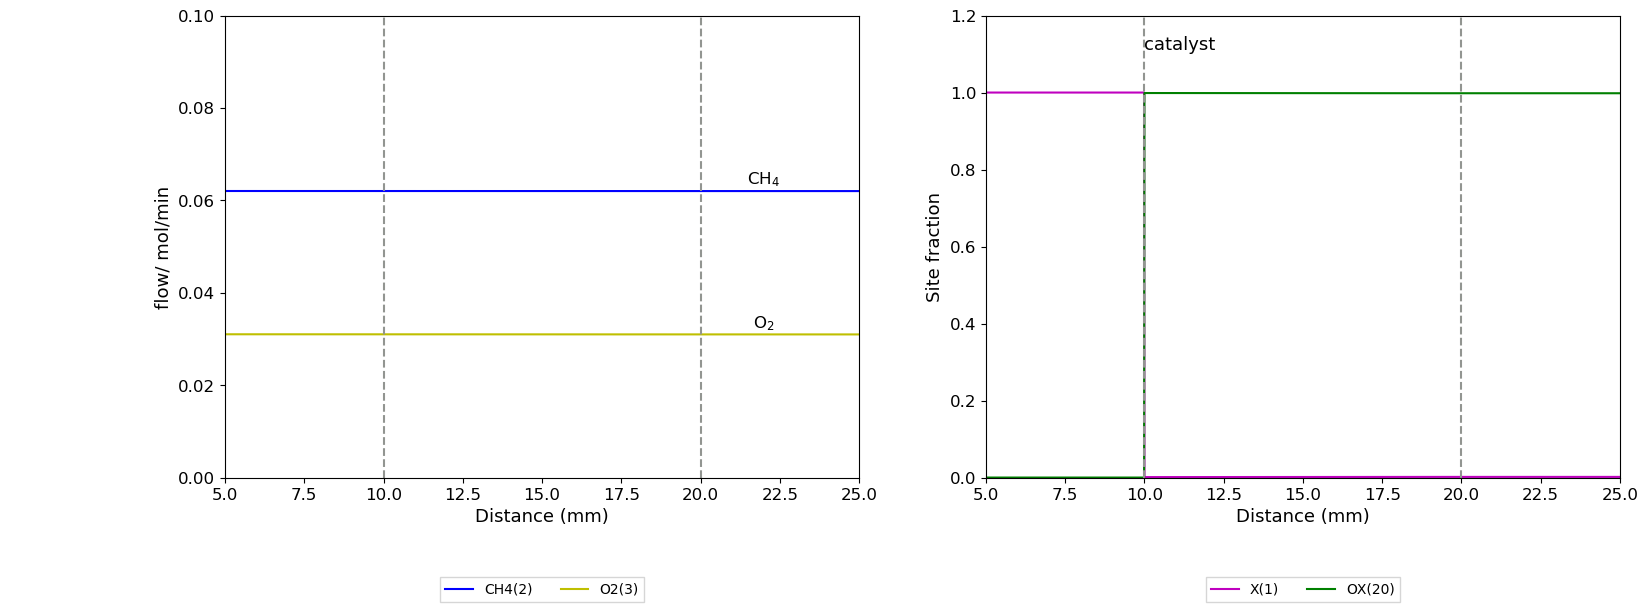 0.10
0.08
0.06
0.04
0.02
0.00
flow/ mol/min
CH₄
O₂
5.0 7.5 10.0 12.5 15.0 17.5 20.0 22.5 25.0
Distance (mm)
CH4(2) O2(3)
1.2
1.0
0.8
0.6
0.4
0.2
0.0
Site fraction
catalyst
5.0 7.5 10.0 12.5 15.0 17.5 20.0 22.5 25.0
Distance (mm)
X(1) OX(20)